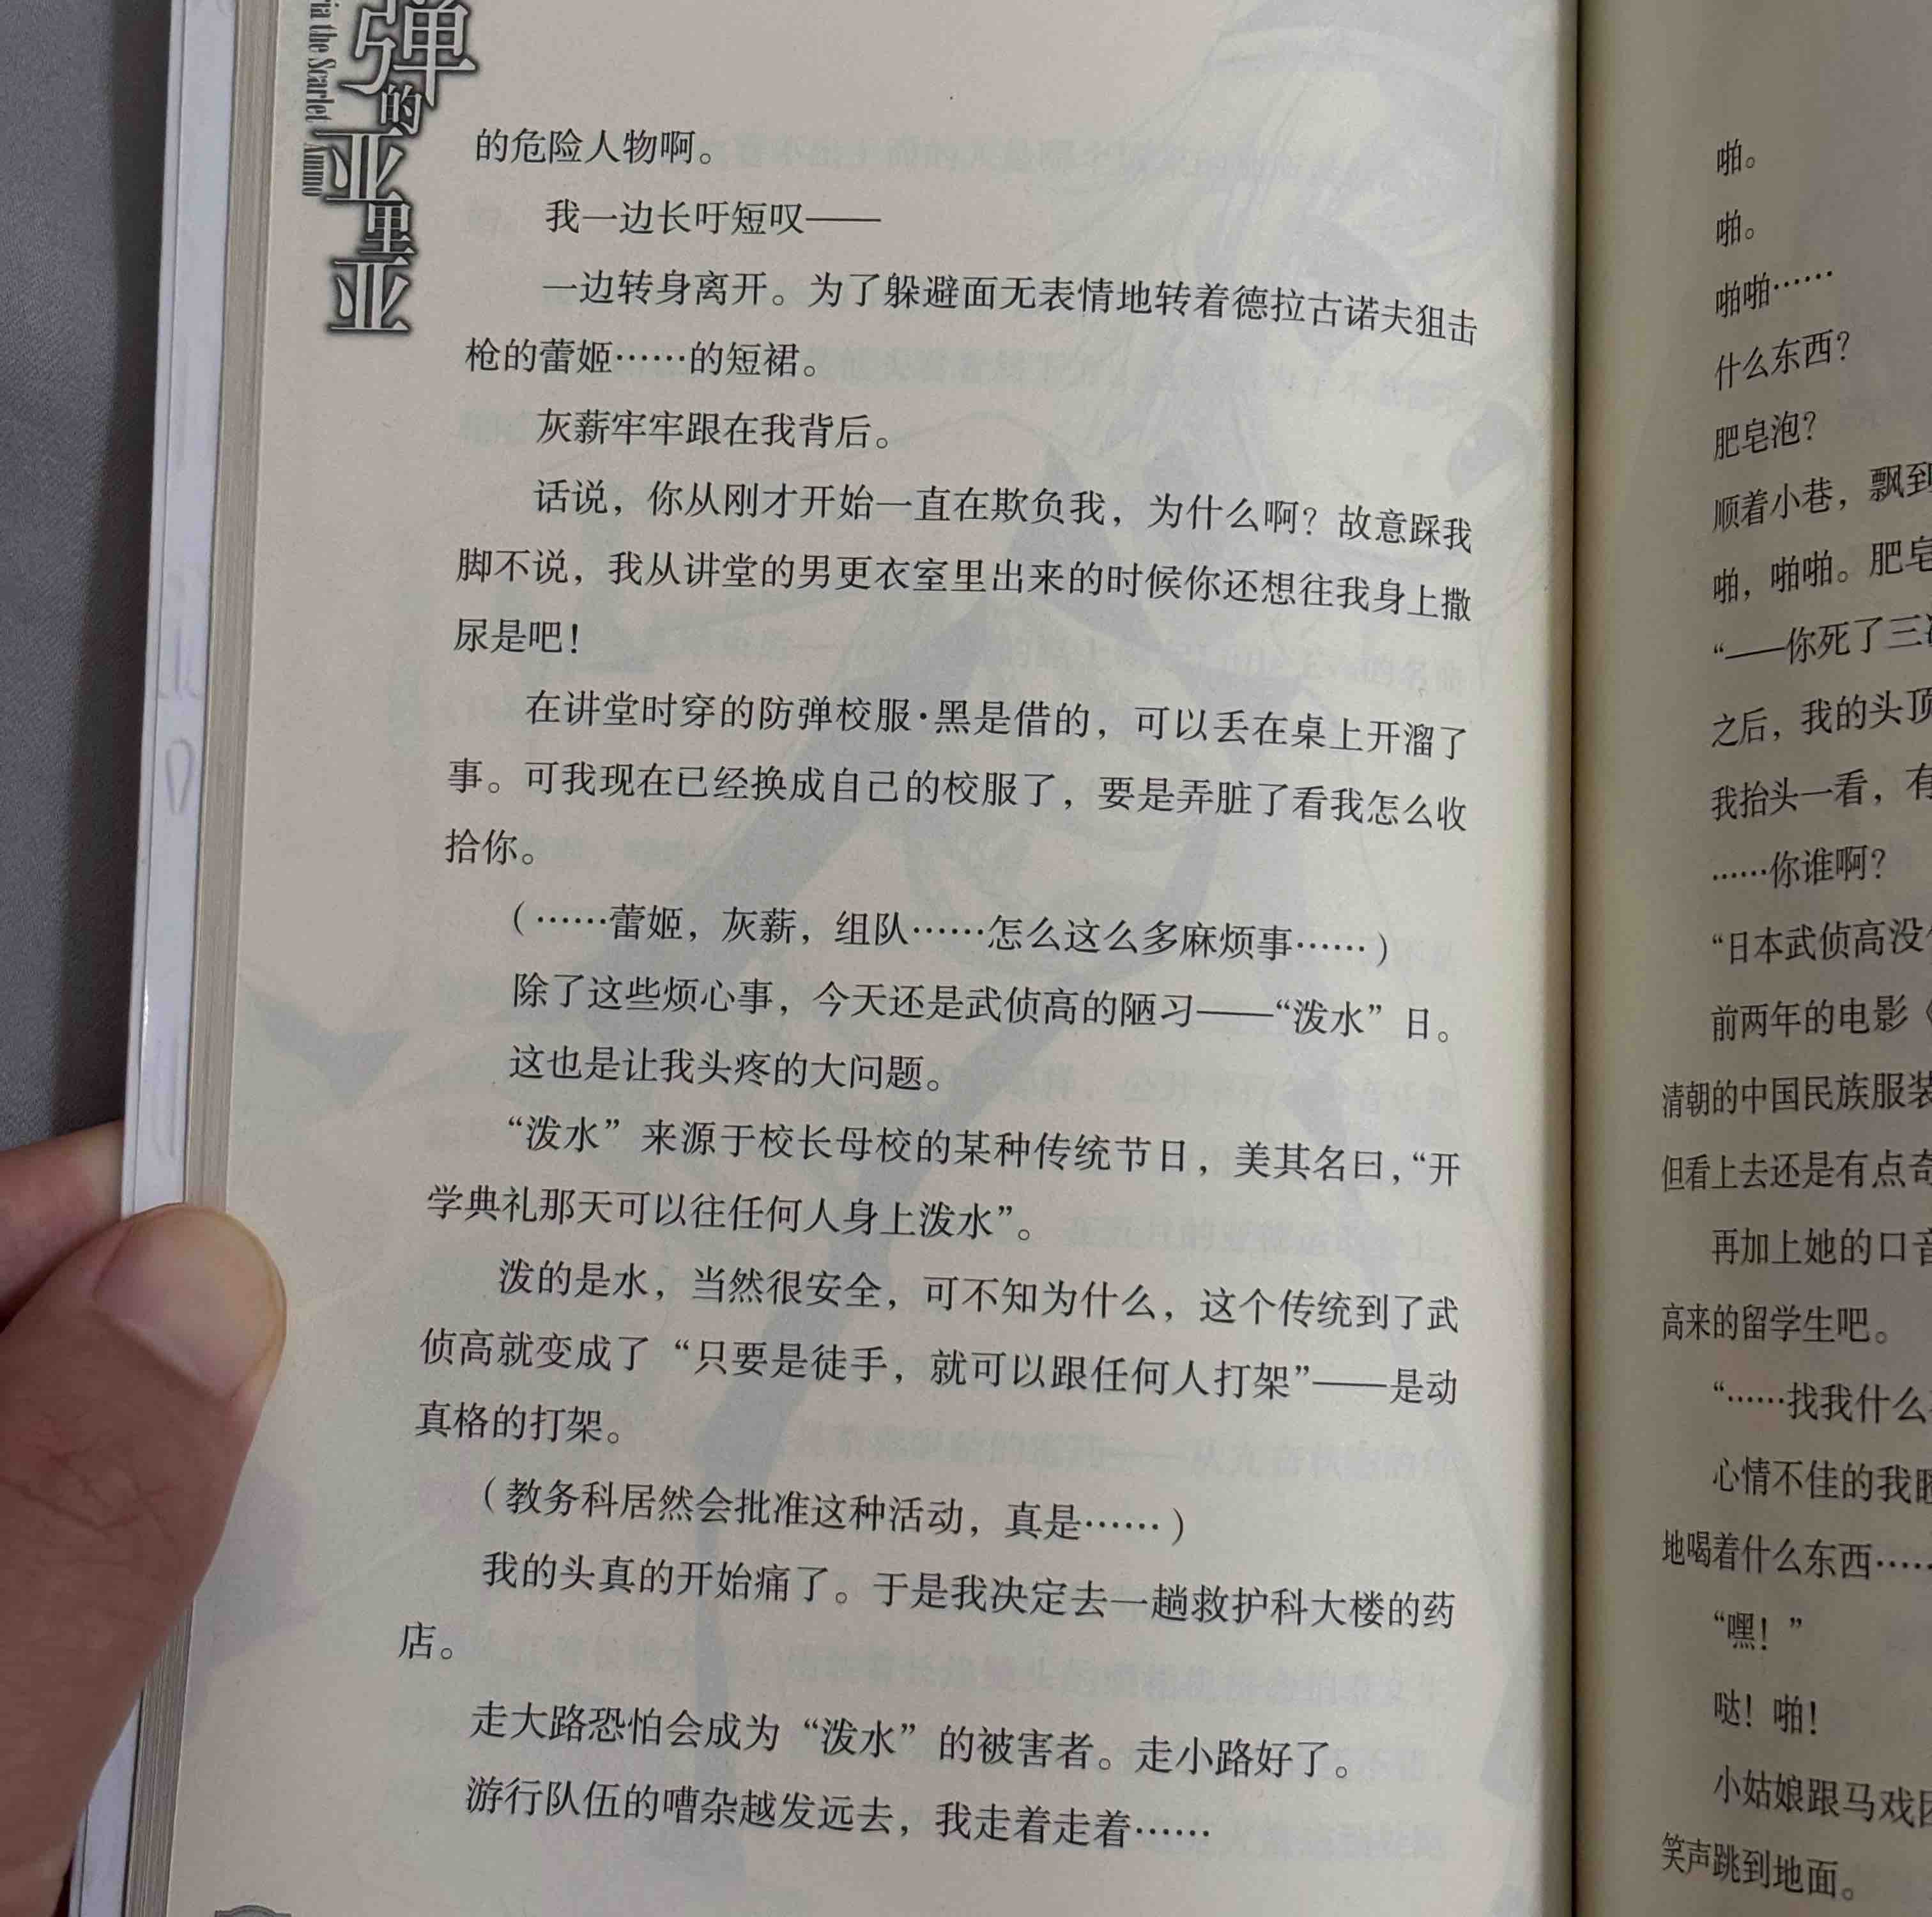 弹的亚里亚
ria the Scarlet Ammo
的危险人物啊。
我一边长吁短叹——
一边转身离开。为了躲避面无表情地转着德拉古诺夫狙击
枪的蕾姬……的短裙。
灰薪牢牢跟在我背后。
话说，你从刚才开始一直在欺负我，为什么啊？故意踩我
脚不说，我从讲堂的男更衣室里出来的时候你还想往我身上撒
尿是吧！
在讲堂时穿的防弹校服·黑是借的，可以丢在桌上开溜了
事。可我现在已经换成自己的校服了，要是弄脏了看我怎么收
拾你。
（……蕾姬，灰薪，组队……怎么这么多麻烦事……）
除了这些烦心事，今天还是武侦高的陋习——“泼水”日。
这也是让我头疼的大问题。
“泼水”来源于校长母校的某种传统节日，美其名曰，“开
学典礼那天可以往任何人身上泼水”。
泼的是水，当然很安全，可不知为什么，这个传统到了武
侦高就变成了“只要是徒手，就可以跟任何人打架”——是动
真格的打架。
（教务科居然会批准这种活动，真是……）
我的头真的开始痛了。于是我决定去一趟救护科大楼的药
店。
走大路恐怕会成为“泼水”的被害者。走小路好了。
游行队伍的嘈杂越发远去，我走着走着……
啪。
啪。
啪啪……
什么东西？
肥皂泡？
顺着小巷，飘到
啪，啪啪。肥皂
“——你死了三
之后，我的头顶
我抬头一看，有
……你谁啊？
“日本武侦高没
前两年的电影《
清朝的中国民族服装
但看上去还是有点奇
再加上她的口音
高来的留学生吧。
“……找我什么
心情不佳的我
地喝着什么东西……
“嘿！”
哒！啪！
小姑娘跟马戏团
笑声跳到地面。